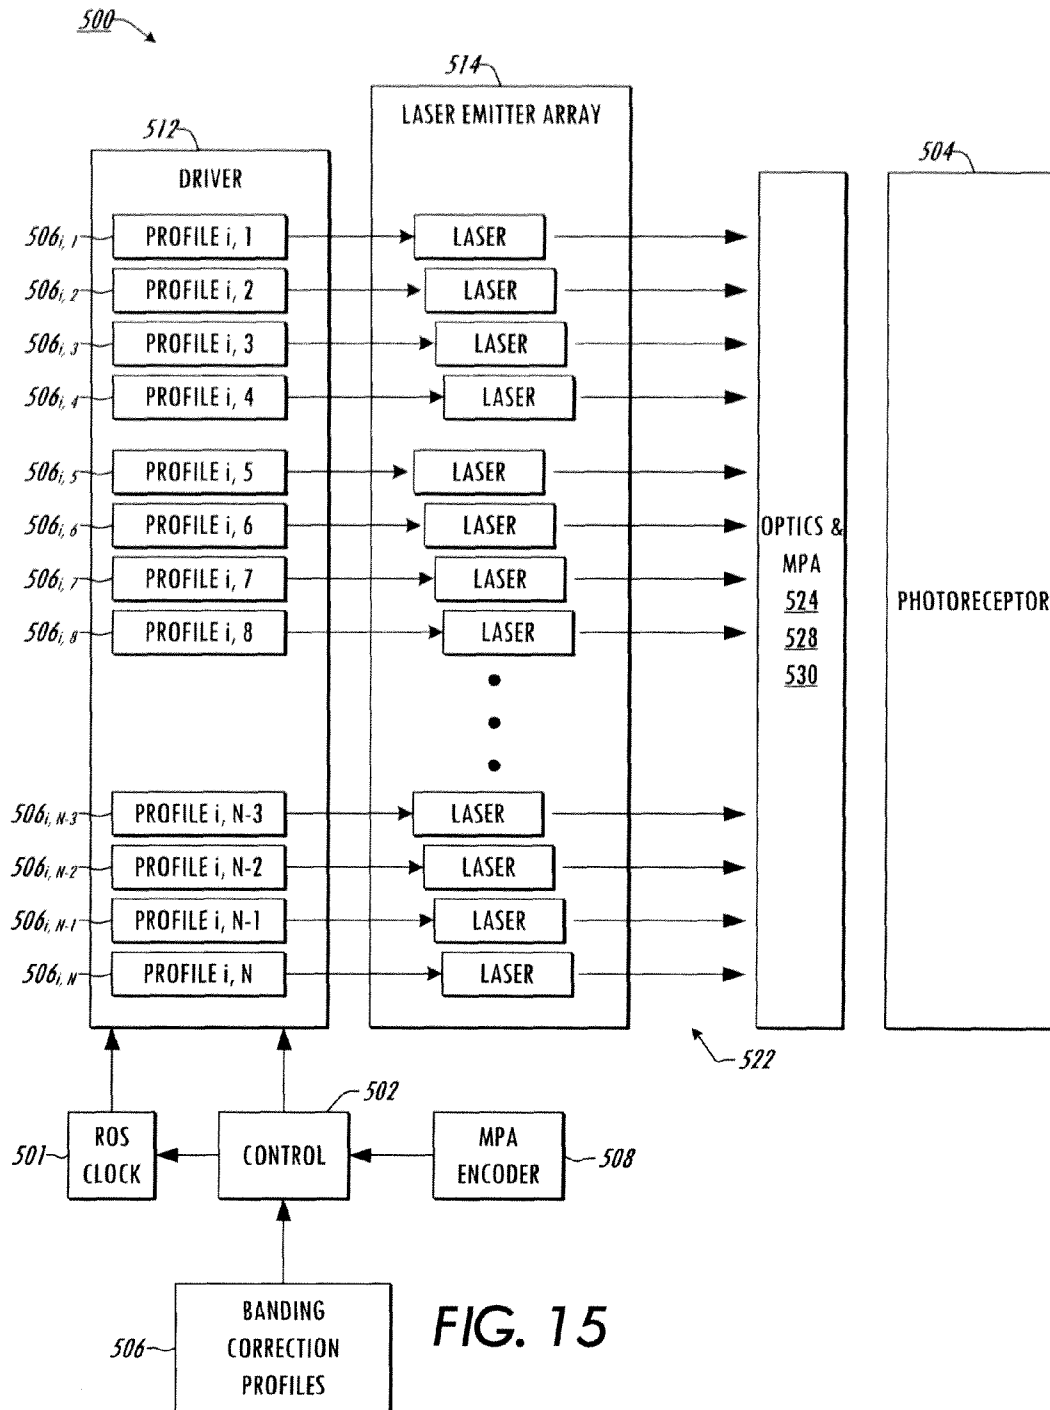 500
514
LASER EMITTER ARRAY
512
DRIVER
504
506i, 1 PROFILE i, 1 LASER
506i, 2 PROFILE i, 2 LASER
506i, 3 PROFILE i, 3 LASER
506i, 4 PROFILE i, 4 LASER
506i, 5 PROFILE i, 5 LASER
506i, 6 PROFILE i, 6 LASER
506i, 7 PROFILE i, 7 LASER
506i, 8 PROFILE i, 8 LASER
OPTICS &
MPA
524
528
530
PHOTORECEPTOR
506i, N-3 PROFILE i, N-3 LASER
506i, N-2 PROFILE i, N-2 LASER
506i, N-1 PROFILE i, N-1 LASER
506i, N PROFILE i, N LASER
522
502
501
ROS
CLOCK
CONTROL
MPA
ENCODER
508
506
BANDING
CORRECTION
PROFILES
FIG. 15